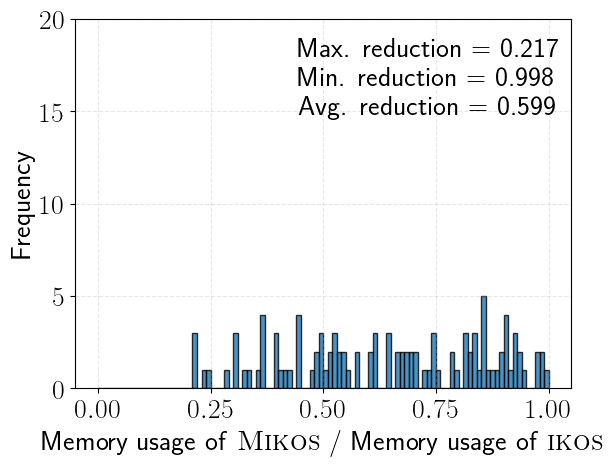 Max. reduction = 0.217
Min. reduction = 0.998
Avg. reduction = 0.599
20
15
10
5
0
Frequency
0.00 0.25 0.50 0.75 1.00
Memory usage of MIKOS / Memory usage of IKOS